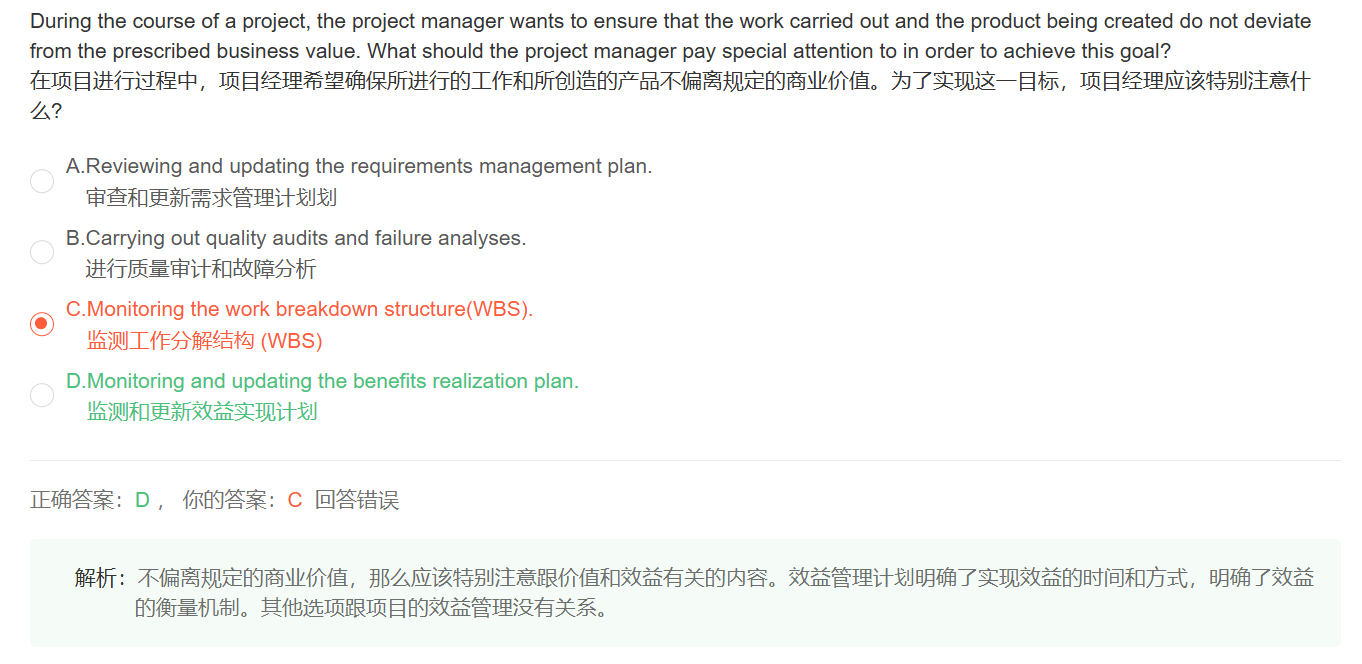 During the course of a project, the project manager wants to ensure that the work carried out and the product being created do not deviate
from the prescribed business value. What should the project manager pay special attention to in order to achieve this goal?
在项目进行过程中，项目经理希望确保所进行的工作和所创造的产品不偏离规定的商业价值。为了实现这一目标，项目经理应该特别注意什
么?
A.Reviewing and updating the requirements management plan.
审查和更新需求管理计划划
B.Carrying out quality audits and failure analyses.
进行质量审计和故障分析
C.Monitoring the work breakdown structure(WBS).
监测工作分解结构 (WBS)
D.Monitoring and updating the benefits realization plan.
监测和更新效益实现计划
正确答案： D ， 你的答案： C 回答错误
解析： 不偏离规定的商业价值，那么应该特别注意跟价值和效益有关的内容。效益管理计划明确了实现效益的时间和方式，明确了效益
的衡量机制。其他选项跟项目的效益管理没有关系。